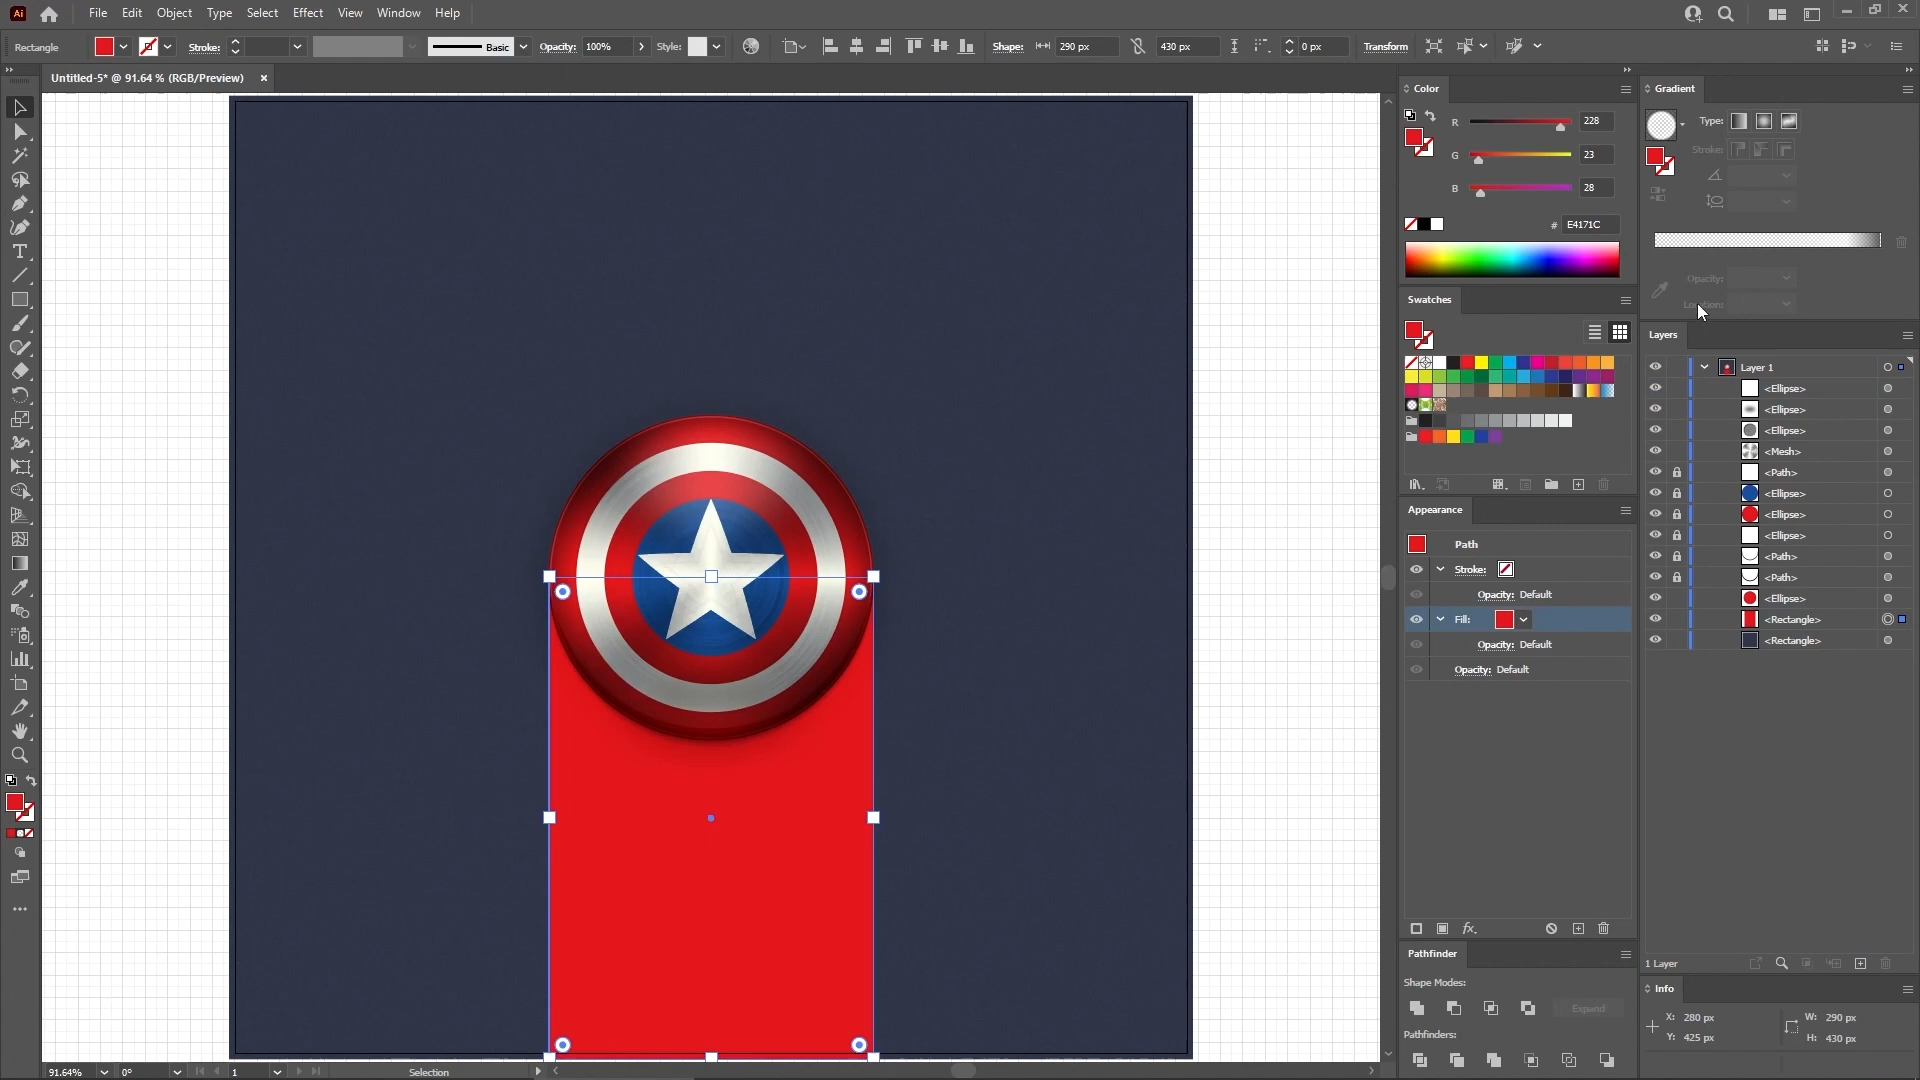 Ai File Edit Object Type Select Effect View Window Help
Rectangle Stroke: Basic Opacity: 100% Style: Shape: 290 px 430 px 0 px Transform
Untitled-5* @ 91.64 % (RGB/Preview)
Color
R 228
G 23
B 28
# E4171C
Swatches
Appearance
Path
Stroke:
Opacity: Default
Fill:
Opacity: Default
Opacity: Default
fx.
Pathfinder
Shape Modes:
Expand
Pathfinders:
Gradient
Type:
Stroke:
Opacity:
Location:
Layers
Layer 1
<Ellipse>
<Ellipse>
<Ellipse>
<Mesh>
<Path>
<Ellipse>
<Ellipse>
<Ellipse>
<Path>
<Path>
<Ellipse>
<Rectangle>
<Rectangle>
1 Layer
Info
X: 280 px W: 290 px
Y: 425 px H: 430 px
91.64% 0° 1 Selection